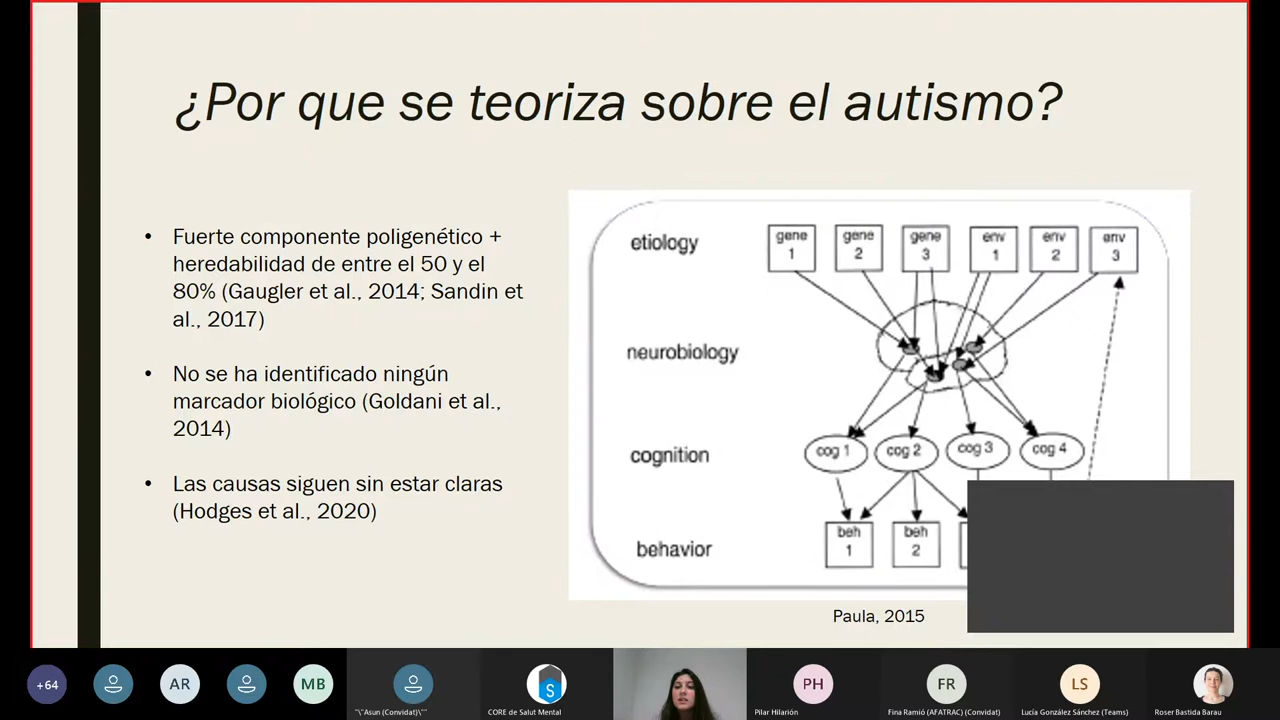 ¿Por que se teoriza sobre el autismo?
• Fuerte componente poligenético +
heredabilidad de entre el 50 y el
80% (Gaugler et al., 2014; Sandin et
al., 2017)
• No se ha identificado ningún
marcador biológico (Goldani et al.,
2014)
• Las causas siguen sin estar claras
(Hodges et al., 2020)
etiology
gene
1
gene
2
gene
3
env
1
env
2
env
3
neurobiology
cognition
cog 1
cog 2
cog 3
cog 4
behavior
beh
1
beh
2
Paula, 2015
+64
AR
MB
"\"Asun (Convidat)\""
S
CORE de Salut Mental
PH
Pilar Hilarión
FR
Fina Ramió (AFATRAC) (Convidat)
LS
Lucía González Sánchez (Teams)
Roser Bastida Barau